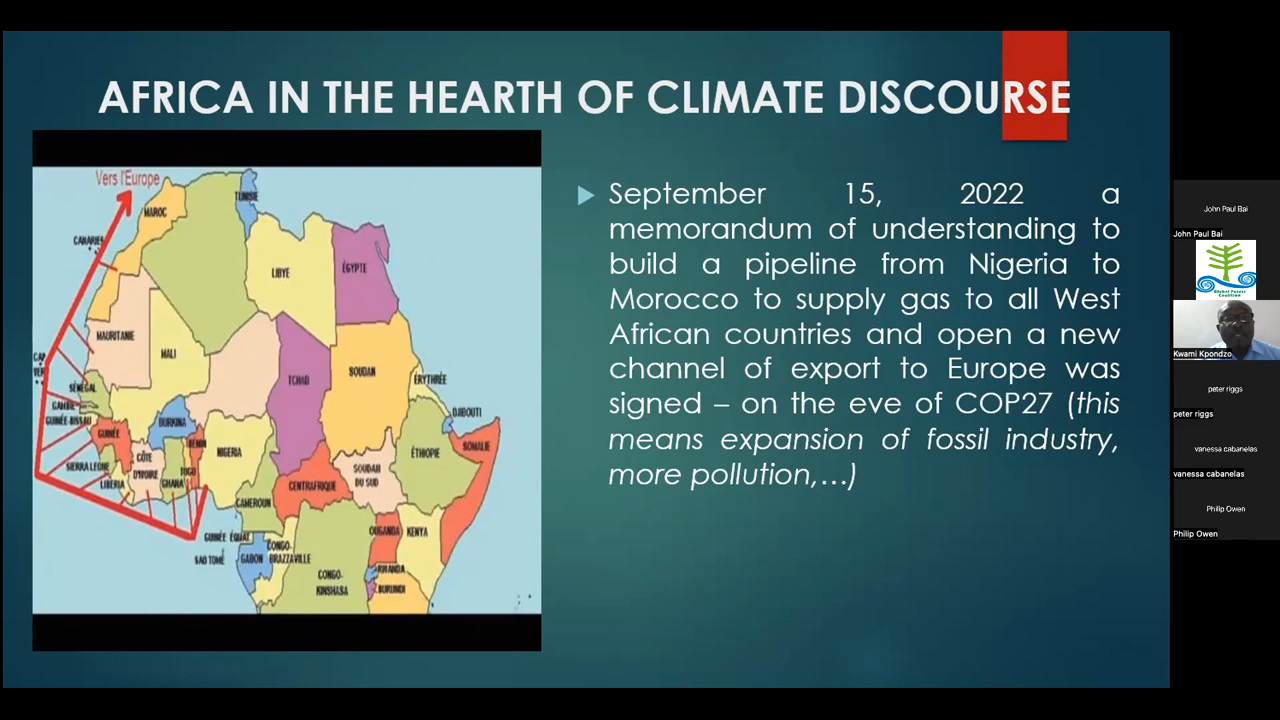 AFRICA IN THE HEARTH OF CLIMATE DISCOURSE
Vers l'Europe
TUNISIE
MAROC
CANARIES
LIBYE
ÉGYPTE
MAURITANIE
MALI
CAP
VER
TCHAD
SOUDAN
ÉRYTHRÉE
SÉNÉGAL
GAMBIE
GUINÉE-BISSAU
GUINÉE
BURKINA
BÉNIN
DJIBOUTI
SOMALIE
CÔTE
D'IVOIRE
TOGO
GHANA
NIGERIA
ÉTHIOPIE
SIERRA LEONE
LIBERIA
SOUDAN
DU SUD
CENTRAFRIQUE
CAMEROUN
GUINÉE ÉQUAT
OUGANDA
KENYA
SAO TOMÉ
GABON
CONGO-
BRAZZAVILLE
CONGO-
KINSHASA
RWANDA
BURUNDI
September 15, 2022 a
memorandum of understanding to
build a pipeline from Nigeria to
Morocco to supply gas to all West
African countries and open a new
channel of export to Europe was
signed – on the eve of COP27 (this
means expansion of fossil industry,
more pollution,…)
John Paul Bai
John Paul Bai
Global Forest
Coalition
Kwami Kpondzo
peter riggs
peter riggs
vanessa cabanelas
vanessa cabanelas
Philip Owen
Philip Owen